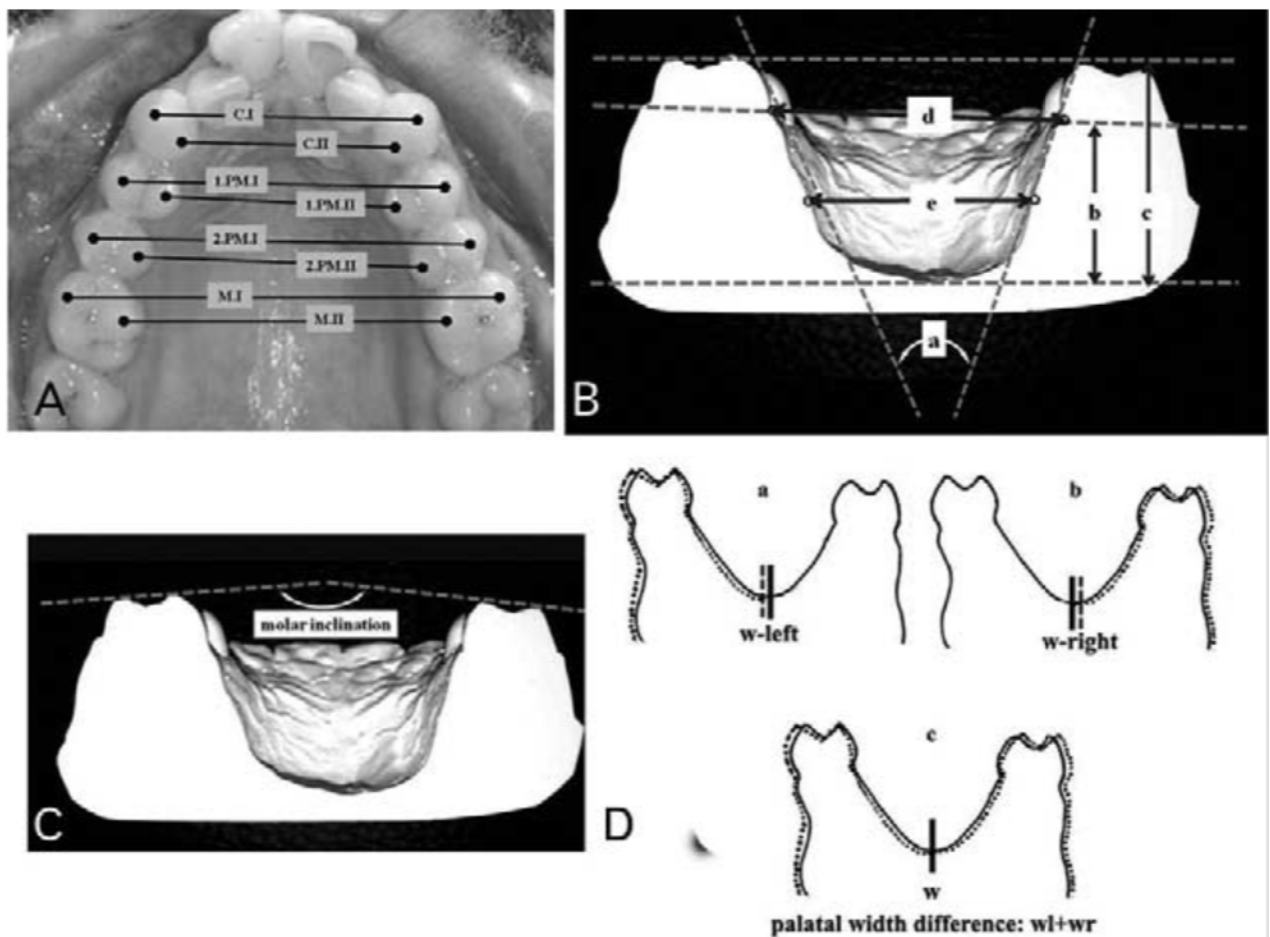 C.I
C.II
1.PM.I
1.PM.II
2.PM.I
2.PM.II
M.I
M.II
A
d
e
b
c
a
B
molar inclination
C
a
b
w-left
w-right
c
D
w
palatal width difference: wl+wr